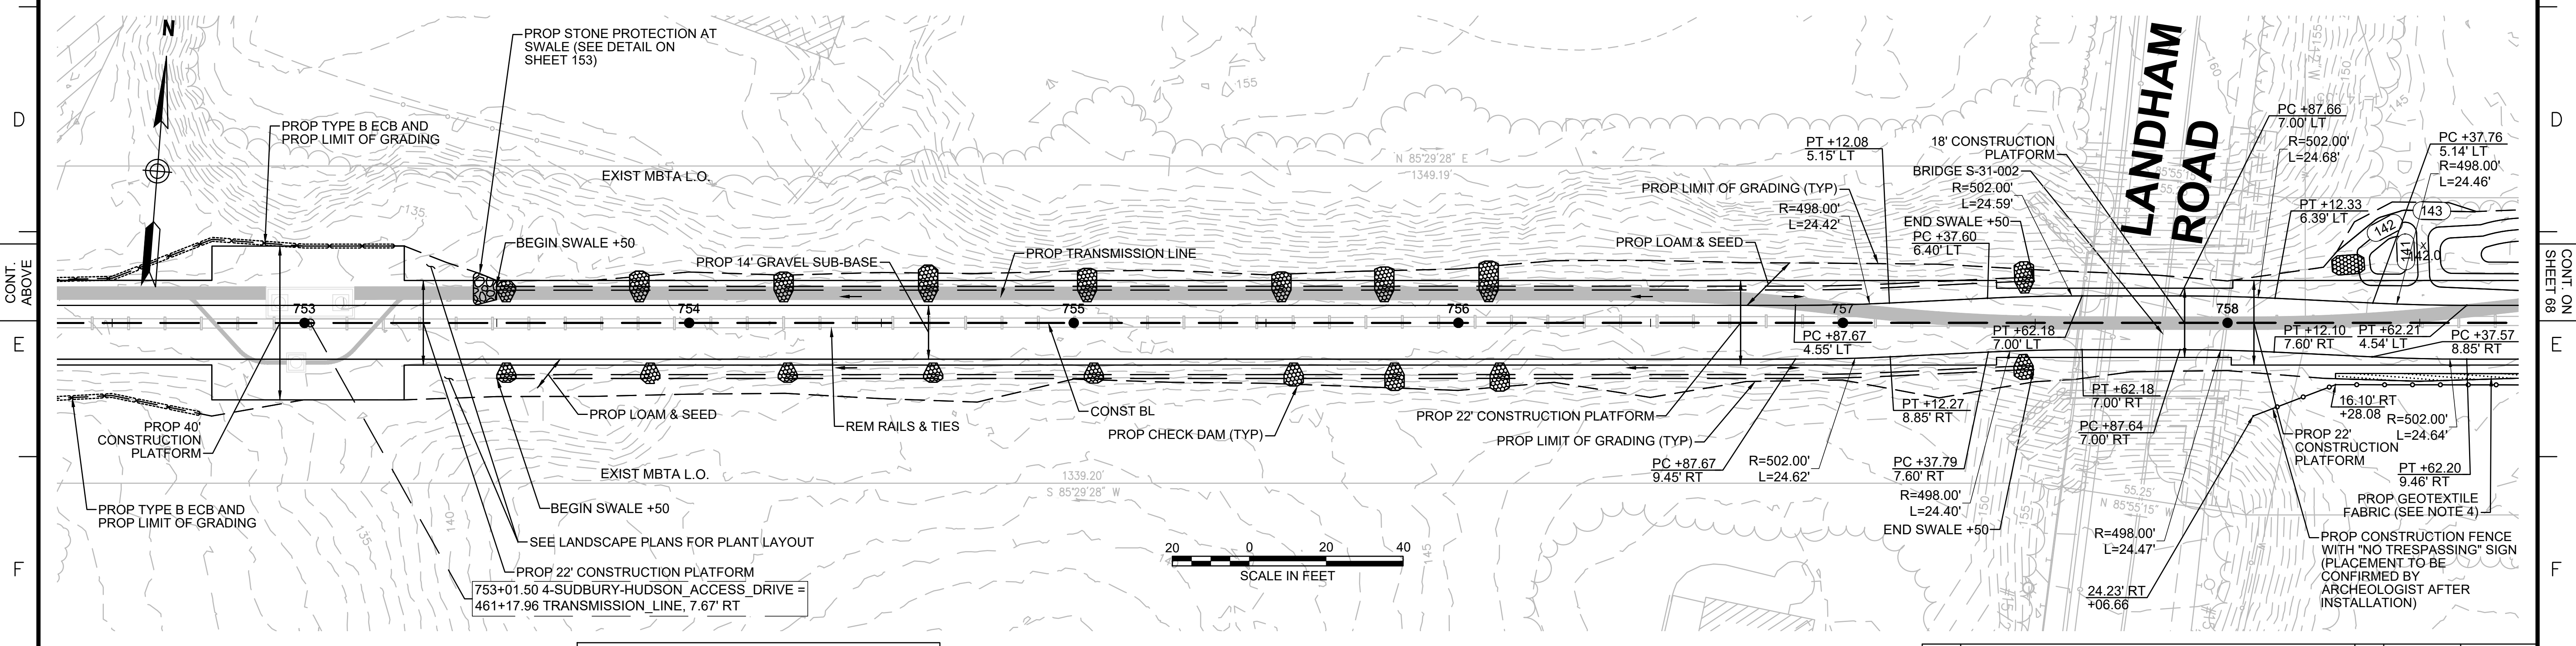 N
PROP STONE PROTECTION AT
SWALE (SEE DETAIL ON
SHEET 153)
PROP TYPE B ECB AND
PROP LIMIT OF GRADING
EXIST MBTA L.O.
135
155
N 85°29'28" E
1349.19'
D
D
E
E
F
F
CONT.
ABOVE
CONT. ON
SHEET 68
BEGIN SWALE +50
PROP 14' GRAVEL SUB-BASE
PROP TRANSMISSION LINE
PROP LOAM & SEED
PROP LIMIT OF GRADING (TYP)
R=498.00'
L=24.42'
PT +12.08
5.15' LT
18' CONSTRUCTION
PLATFORM
BRIDGE S-31-002
R=502.00'
L=24.59'
END SWALE +50
PC +37.60
6.40' LT
LANDHAM
ROAD
160
155
150
145
PC +87.66
7.00' LT
R=502.00'
L=24.68'
PC +37.76
5.14' LT
R=498.00'
L=24.46'
PT +12.33
6.39' LT
143
142
141
142.0
753
754
755
756
757
758
PC +87.67
4.55' LT
PT +62.18
7.00' LT
PT +12.10
7.60' RT
PT +62.21
4.54' LT
PC +37.57
8.85' RT
PROP 40'
CONSTRUCTION
PLATFORM
PROP LOAM & SEED
REM RAILS & TIES
CONST BL
PROP CHECK DAM (TYP)
PROP 22' CONSTRUCTION PLATFORM
PROP LIMIT OF GRADING (TYP)
PT +12.27
8.85' RT
PT +62.18
7.00' RT
PC +87.64
7.00' RT
16.10' RT
+28.08
R=502.00'
L=24.64'
PROP 22'
CONSTRUCTION
PLATFORM
PT +62.20
9.46' RT
PC +87.67
9.45' RT
R=502.00'
L=24.62'
PC +37.79
7.60' RT
R=498.00'
L=24.40'
END SWALE +50
EXIST MBTA L.O.
1339.20'
S 85°29'28" W
55.25'
N 85°55'15" W
PROP GEOTEXTILE
FABRIC (SEE NOTE 4)
PROP TYPE B ECB AND
PROP LIMIT OF GRADING
135
140
BEGIN SWALE +50
SEE LANDSCAPE PLANS FOR PLANT LAYOUT
PROP 22' CONSTRUCTION PLATFORM
753+01.50 4-SUDBURY-HUDSON_ACCESS_DRIVE =
461+17.96 TRANSMISSION_LINE, 7.67' RT
20 0 20 40
SCALE IN FEET
145
150
155
R=498.00'
L=24.47'
24.23' RT
+06.66
PROP CONSTRUCTION FENCE
WITH "NO TRESPASSING" SIGN
(PLACEMENT TO BE
CONFIRMED BY
ARCHEOLOGIST AFTER
INSTALLATION)